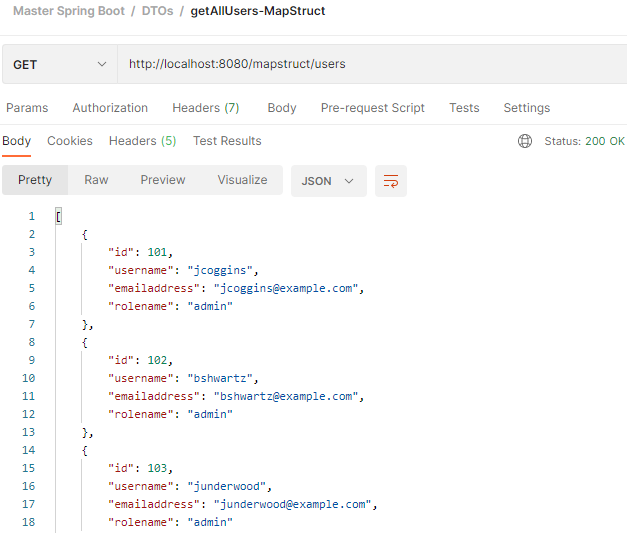 Master Spring Boot / DTOs / getAllUsers-MapStruct
GET http://localhost:8080/mapstruct/users
Params Authorization Headers (7) Body Pre-request Script Tests Settings
Body Cookies Headers (5) Test Results Status: 200 OK
Pretty Raw Preview Visualize JSON
1 [
2 {
3 "id": 101,
4 "username": "jcoggins",
5 "emailaddress": "jcoggins@example.com",
6 "rolename": "admin"
7 },
8 {
9 "id": 102,
10 "username": "bshwartz",
11 "emailaddress": "bshwartz@example.com",
12 "rolename": "admin"
13 },
14 {
15 "id": 103,
16 "username": "junderwood",
17 "emailaddress": "junderwood@example.com",
18 "rolename": "admin"